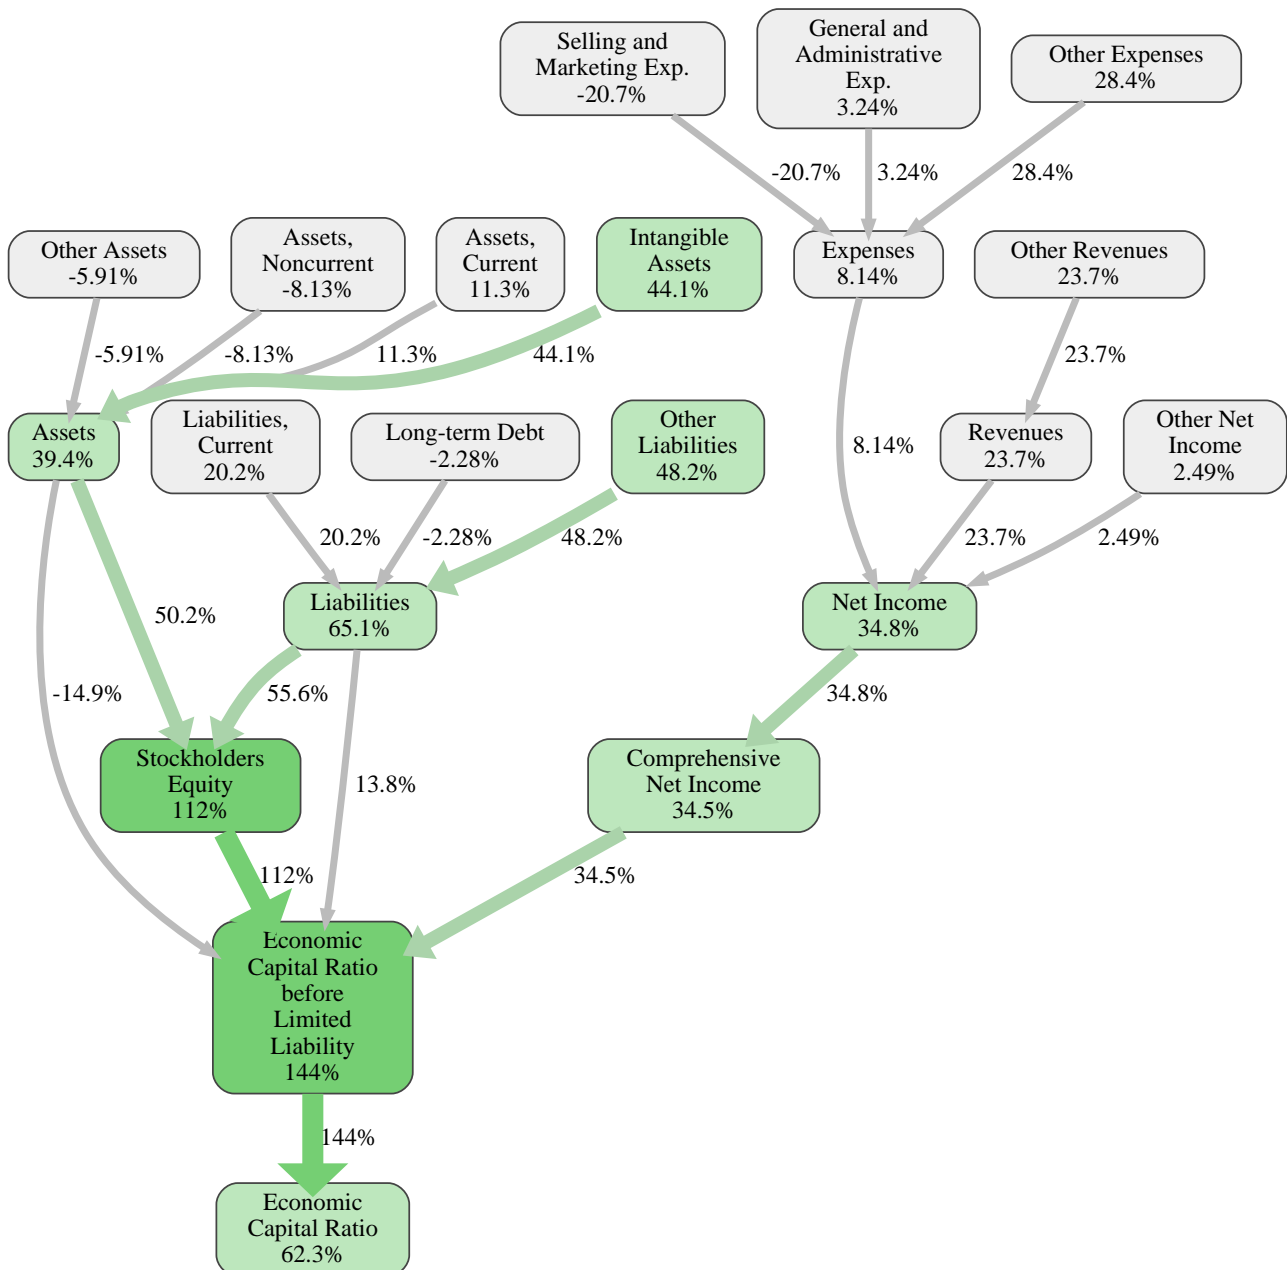 Selling and
Marketing Exp.
-20.7%
General and
Administrative
Exp.
3.24%
Other Expenses
28.4%
-20.7%
3.24%
28.4%
Other Assets
-5.91%
Assets,
Noncurrent
-8.13%
Assets,
Current
11.3%
Intangible
Assets
44.1%
Expenses
8.14%
Other Revenues
23.7%
-5.91%
-8.13%
11.3%
44.1%
23.7%
Assets
39.4%
Liabilities,
Current
20.2%
Long-term Debt
-2.28%
Other
Liabilities
48.2%
8.14%
Revenues
23.7%
Other Net
Income
2.49%
20.2%
-2.28%
48.2%
23.7%
2.49%
50.2%
Liabilities
65.1%
Net Income
34.8%
-14.9%
55.6%
34.8%
Stockholders
Equity
112%
13.8%
Comprehensive
Net Income
34.5%
112%
34.5%
Economic
Capital Ratio
before
Limited
Liability
144%
144%
Economic
Capital Ratio
62.3%